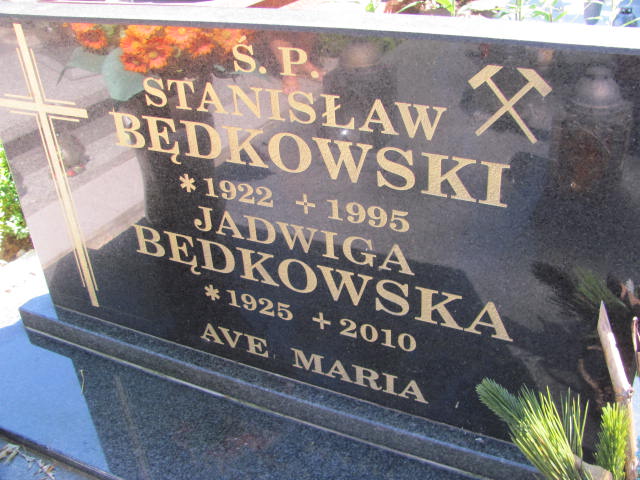 Ś. P.
STANISŁAW
BĘDKOWSKI
* 1922 + 1995
JADWIGA
BĘDKOWSKA
* 1925 + 2010
AVE MARIA